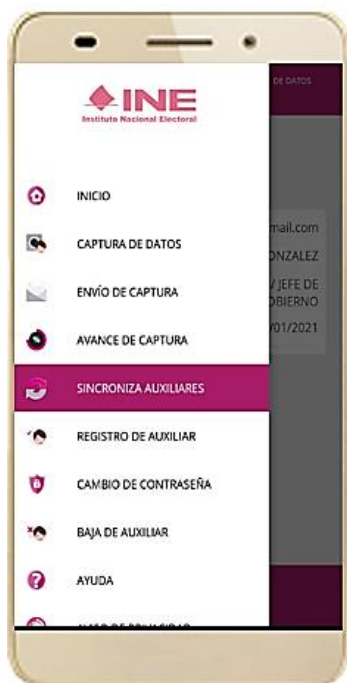 INE
Instituto Nacional Electoral
DE DATOS
INICIO
CAPTURA DE DATOS
mail.com
ONZALEZ
ENVÍO DE CAPTURA
/ JEFE DE
OBIERNO
AVANCE DE CAPTURA
/01/2021
SINCRONIZA AUXILIARES
REGISTRO DE AUXILIAR
CAMBIO DE CONTRASEÑA
BAJA DE AUXILIAR
AYUDA